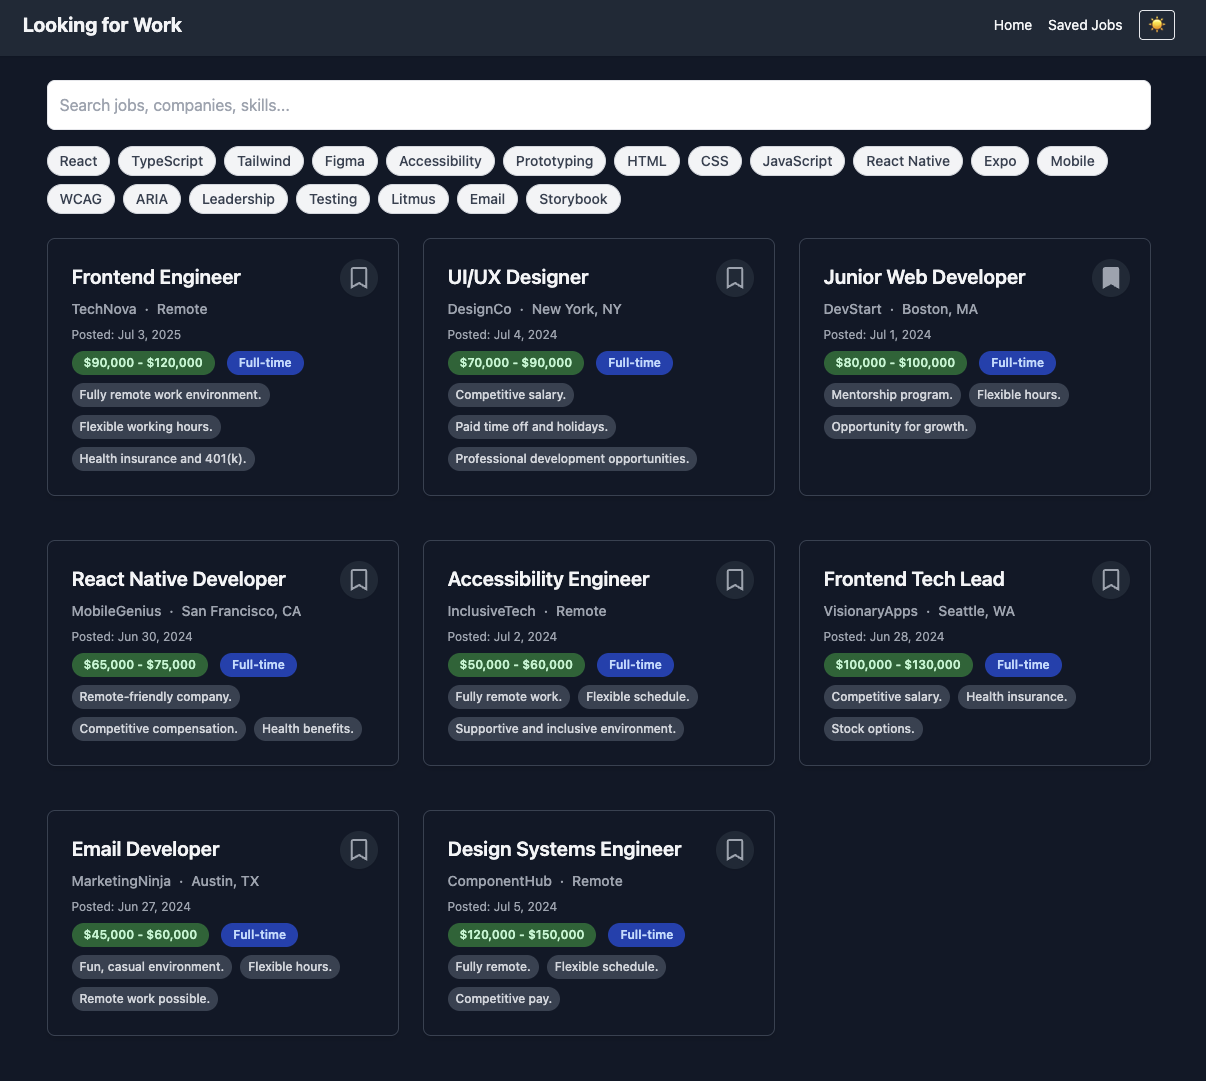 Looking for Work
Home Saved Jobs
Search jobs, companies, skills...
React TypeScript Tailwind Figma Accessibility Prototyping HTML CSS JavaScript React Native Expo Mobile
WCAG ARIA Leadership Testing Litmus Email Storybook
Frontend Engineer
TechNova · Remote
Posted: Jul 3, 2025
$90,000 - $120,000 Full-time
Fully remote work environment.
Flexible working hours.
Health insurance and 401(k).
UI/UX Designer
DesignCo · New York, NY
Posted: Jul 4, 2024
$70,000 - $90,000 Full-time
Competitive salary.
Paid time off and holidays.
Professional development opportunities.
Junior Web Developer
DevStart · Boston, MA
Posted: Jul 1, 2024
$80,000 - $100,000 Full-time
Mentorship program. Flexible hours.
Opportunity for growth.
React Native Developer
MobileGenius · San Francisco, CA
Posted: Jun 30, 2024
$65,000 - $75,000 Full-time
Remote-friendly company.
Competitive compensation. Health benefits.
Accessibility Engineer
InclusiveTech · Remote
Posted: Jul 2, 2024
$50,000 - $60,000 Full-time
Fully remote work. Flexible schedule.
Supportive and inclusive environment.
Frontend Tech Lead
VisionaryApps · Seattle, WA
Posted: Jun 28, 2024
$100,000 - $130,000 Full-time
Competitive salary. Health insurance.
Stock options.
Email Developer
MarketingNinja · Austin, TX
Posted: Jun 27, 2024
$45,000 - $60,000 Full-time
Fun, casual environment. Flexible hours.
Remote work possible.
Design Systems Engineer
ComponentHub · Remote
Posted: Jul 5, 2024
$120,000 - $150,000 Full-time
Fully remote. Flexible schedule.
Competitive pay.